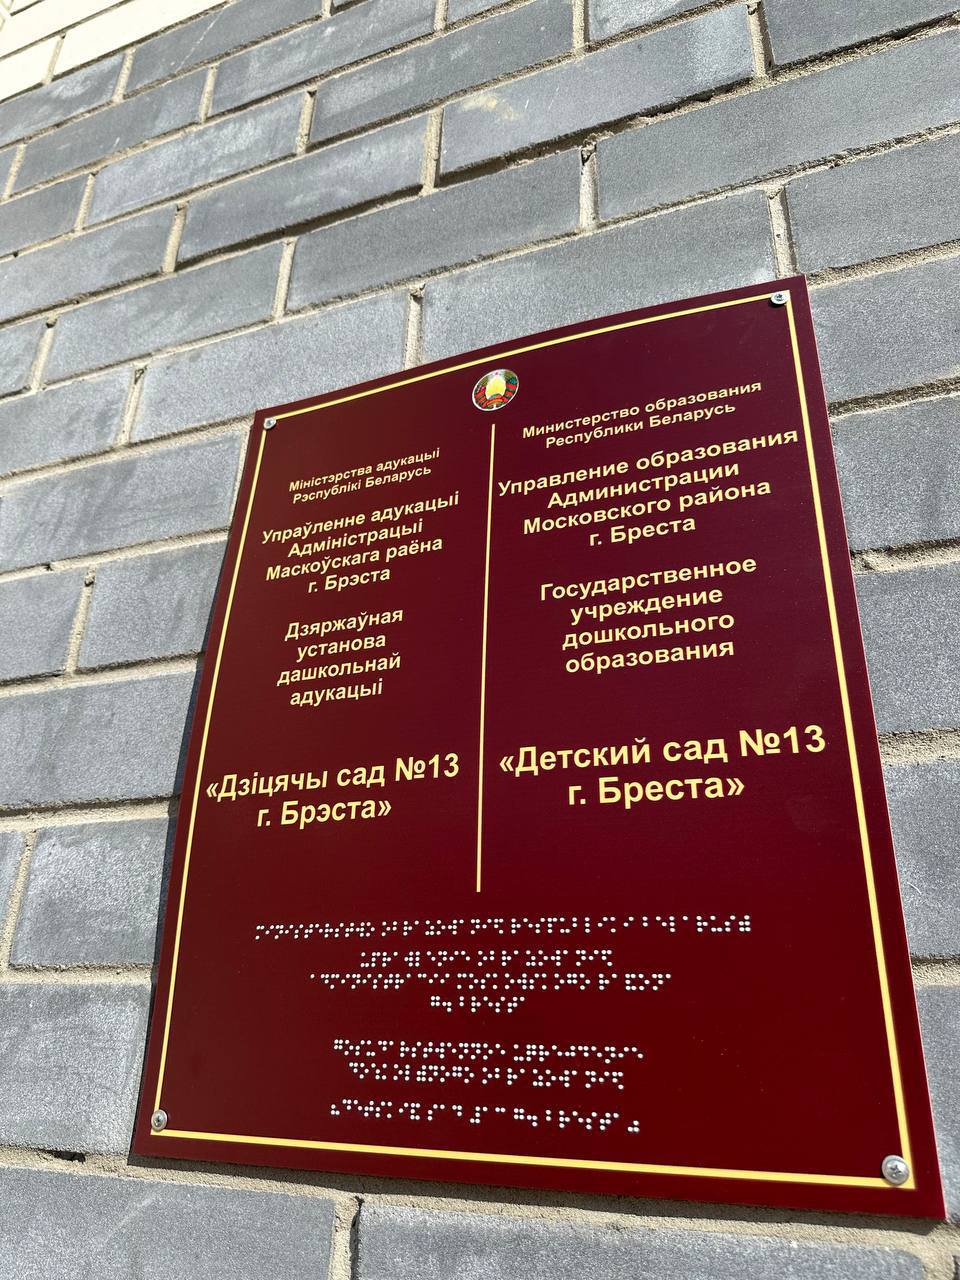 Міністэрства адукацыі
Рэспублікі Беларусь
Упраўленне адукацыі
Адміністрацыі
Маскоўскага раёна
г. Брэста
Дзяржаўная
установа
дашкольнай
адукацыі
«Дзіцячы сад №13
г. Брэста»
Министерство образования
Республики Беларусь
Управление образования
Администрации
Московского района
г. Бреста
Государственное
учреждение
дошкольного
образования
«Детский сад №13
г. Бреста»